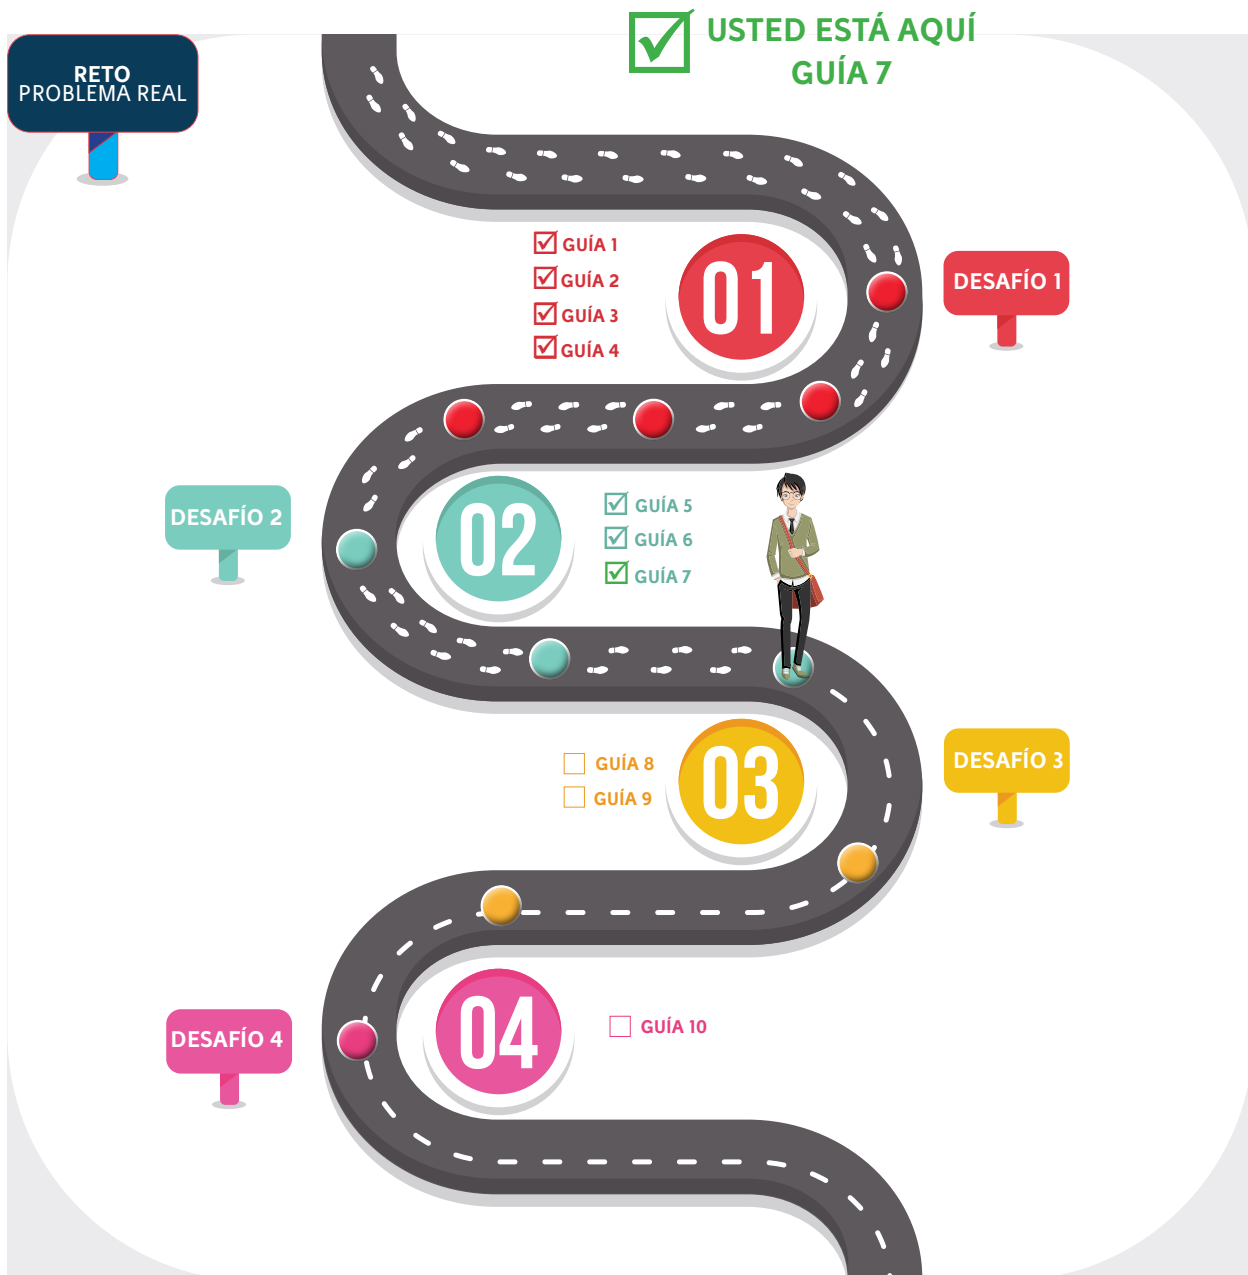 USTED ESTÁ AQUÍ
GUÍA 7
RETO
PROBLEMA REAL
GUÍA 1
GUÍA 2
GUÍA 3
GUÍA 4
01
DESAFÍO 1
DESAFÍO 2
02
GUÍA 5
GUÍA 6
GUÍA 7
GUÍA 8
GUÍA 9
03
DESAFÍO 3
DESAFÍO 4
04
GUÍA 10